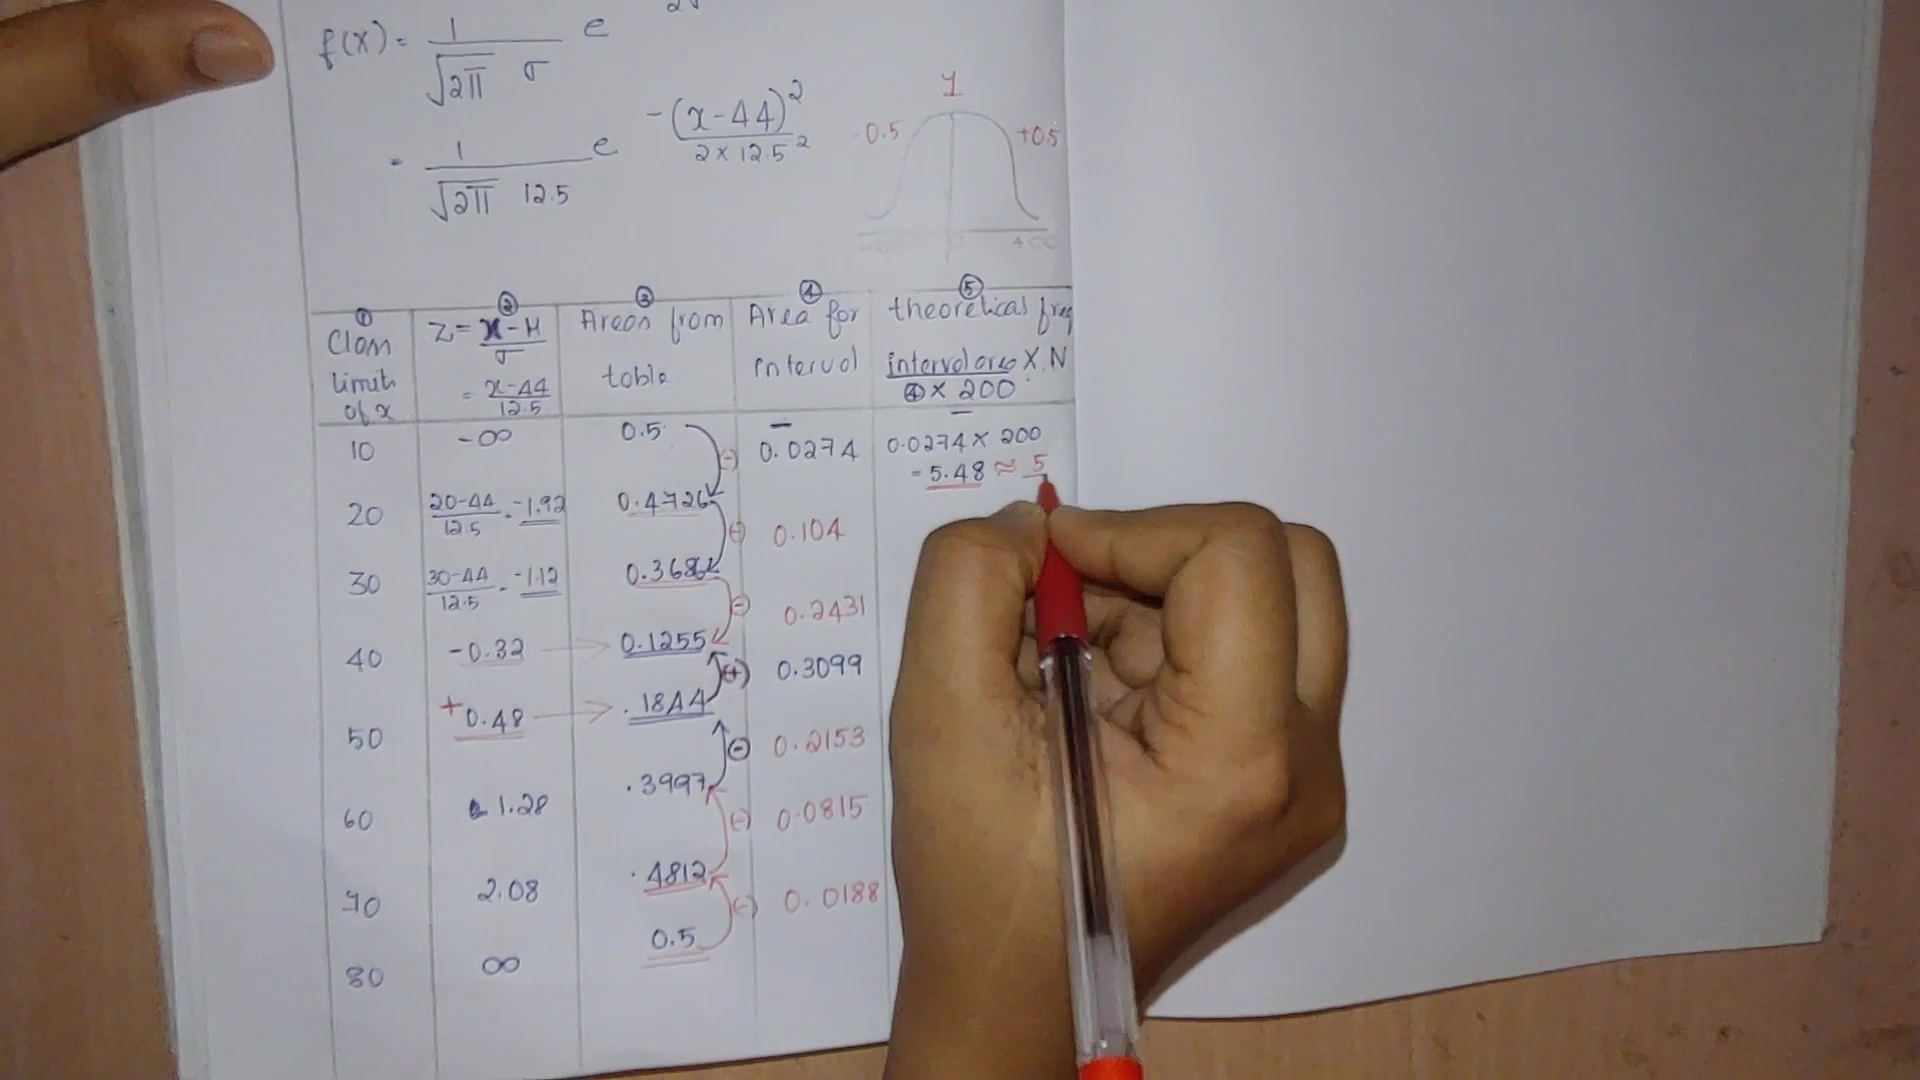 f(x) = 1 / √2π σ e
= 1 / √2π 12.5 e -(x-44)² / 2×12.5²
1
-0.5 +0.5
0 +∞
① ② ③ ④ ⑤
Class limits of x
Z = x-μ / σ = x-44 / 12.5
Areas from table
Area for interval
theoretical freq
interval area X.N
④ × 200
10 -∞ 0.5 (-) 0.0274 0.0274 × 200
= 5.48 ≈ 5
20 20-44 / 12.5 = -1.92 0.4726 (-) 0.104
30 30-44 / 12.5 = -1.12 0.3686 (-) 0.2431
40 -0.32 0.1255 (+) 0.3099
50 +0.48 .1844 (-) 0.2153
60 1.28 .3997 (-) 0.0815
70 2.08 .4812 (-) 0.0188
80 ∞ 0.5